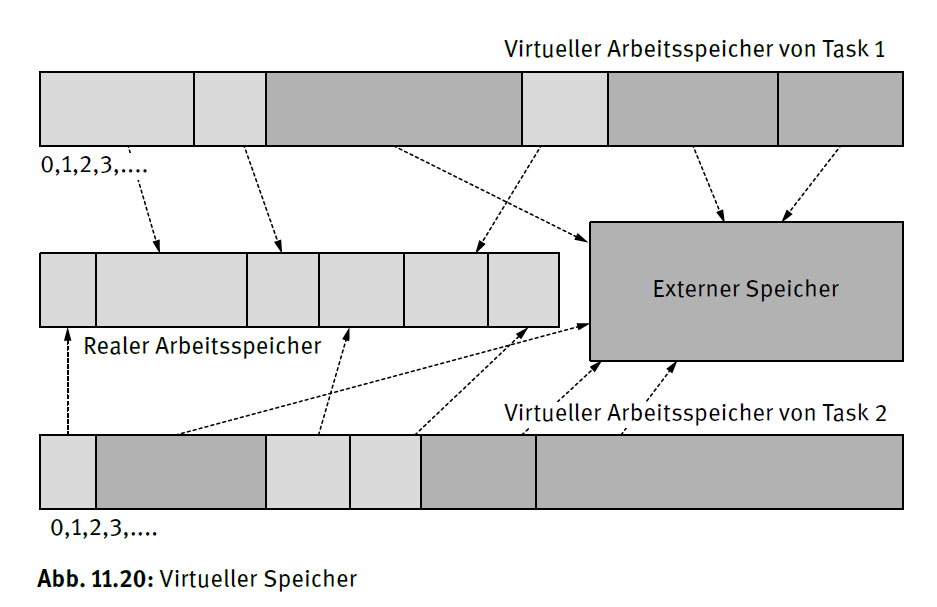 Virtueller Arbeitsspeicher von Task 1
0,1,2,3,....
Externer Speicher
Realer Arbeitsspeicher
Virtueller Arbeitsspeicher von Task 2
0,1,2,3,....
Abb. 11.20: Virtueller Speicher